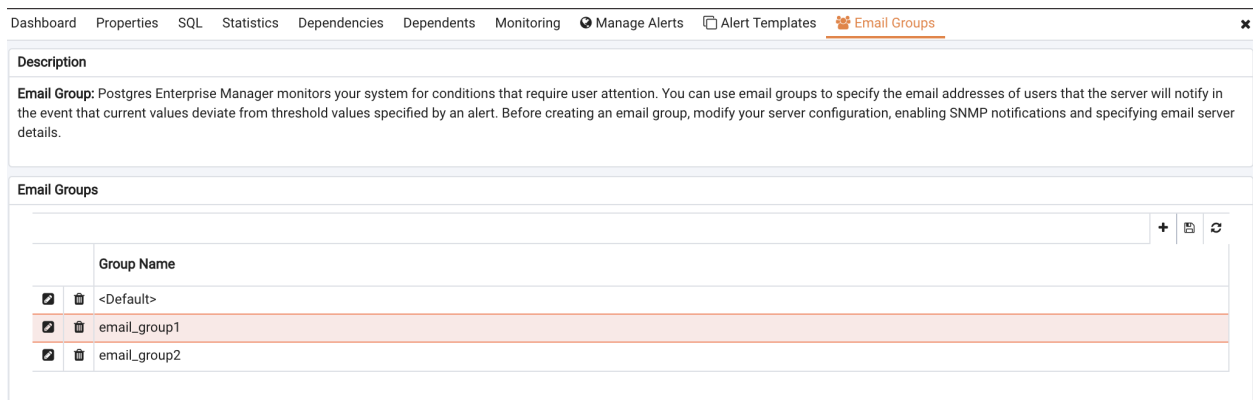 Dashboard Properties SQL Statistics Dependencies Dependents Monitoring Manage Alerts Alert Templates Email Groups
Description
Email Group: Postgres Enterprise Manager monitors your system for conditions that require user attention. You can use email groups to specify the email addresses of users that the server will notify in
the event that current values deviate from threshold values specified by an alert. Before creating an email group, modify your server configuration, enabling SNMP notifications and specifying email server
details.
Email Groups
Group Name
<Default>
email_group1
email_group2